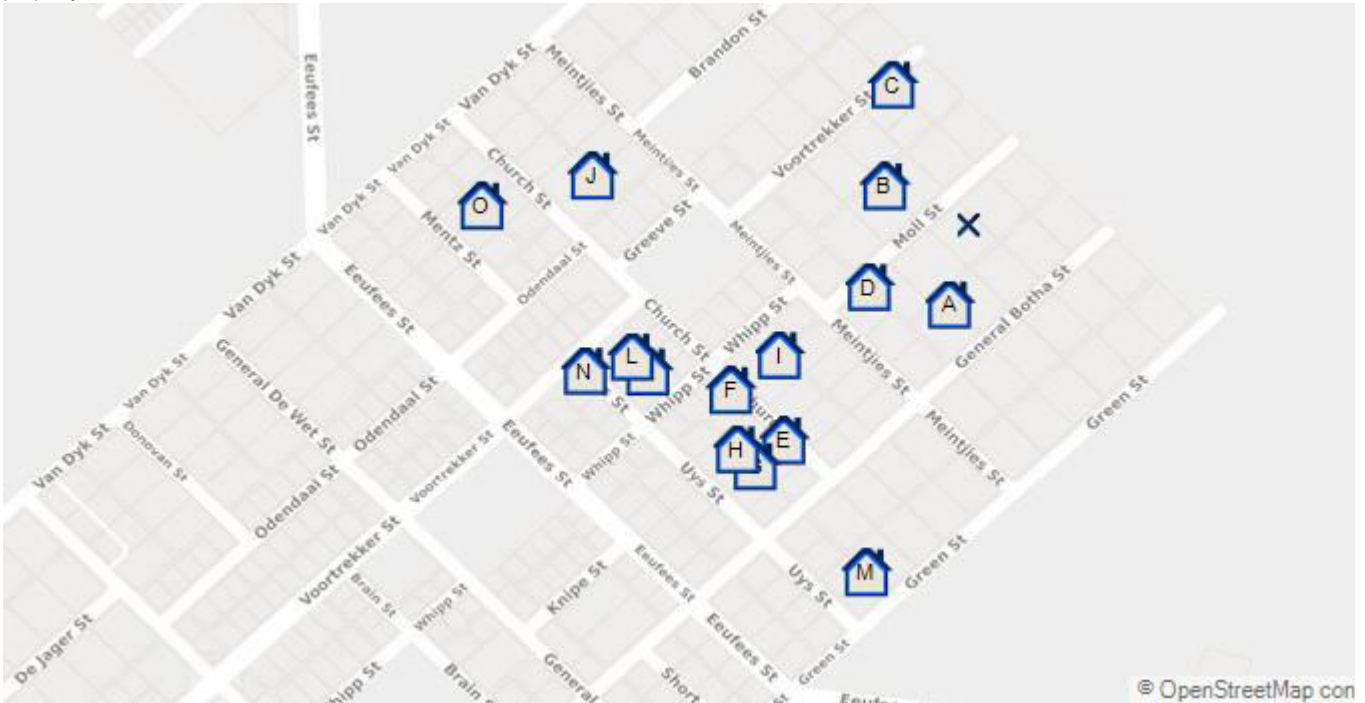 Eeufees St
Van Dyk St
Meintjies St
Brandon St
C
Voortrekker St
Van Dyk St
Church St
J
Meintjies St
B
Van Dyk St
O
Mentz St
Greeve St
Moll St
Meintjies St
Odendaal St
Van Dyk St
Eeufees St
D
A
General Botha St
Church St
Whipp St
Meintjies St
General De Wet St
Van Dyk St
N
L
I
St
Whipp St
F
Green St
Odendaal St
Meintjies St
Van Dyk St
Donovan St
Voortrekker St
Eeufees St
Whipp St
H
E
Uys St
Odendaal St
Voortrekker St
Brain St
Whipp St
Knipe St
Eeufees St
Uys St
M
Green St
De Jager St
Whipp St
Brain St
General
Short
Eeufees St
Green St
© OpenStreetMap con